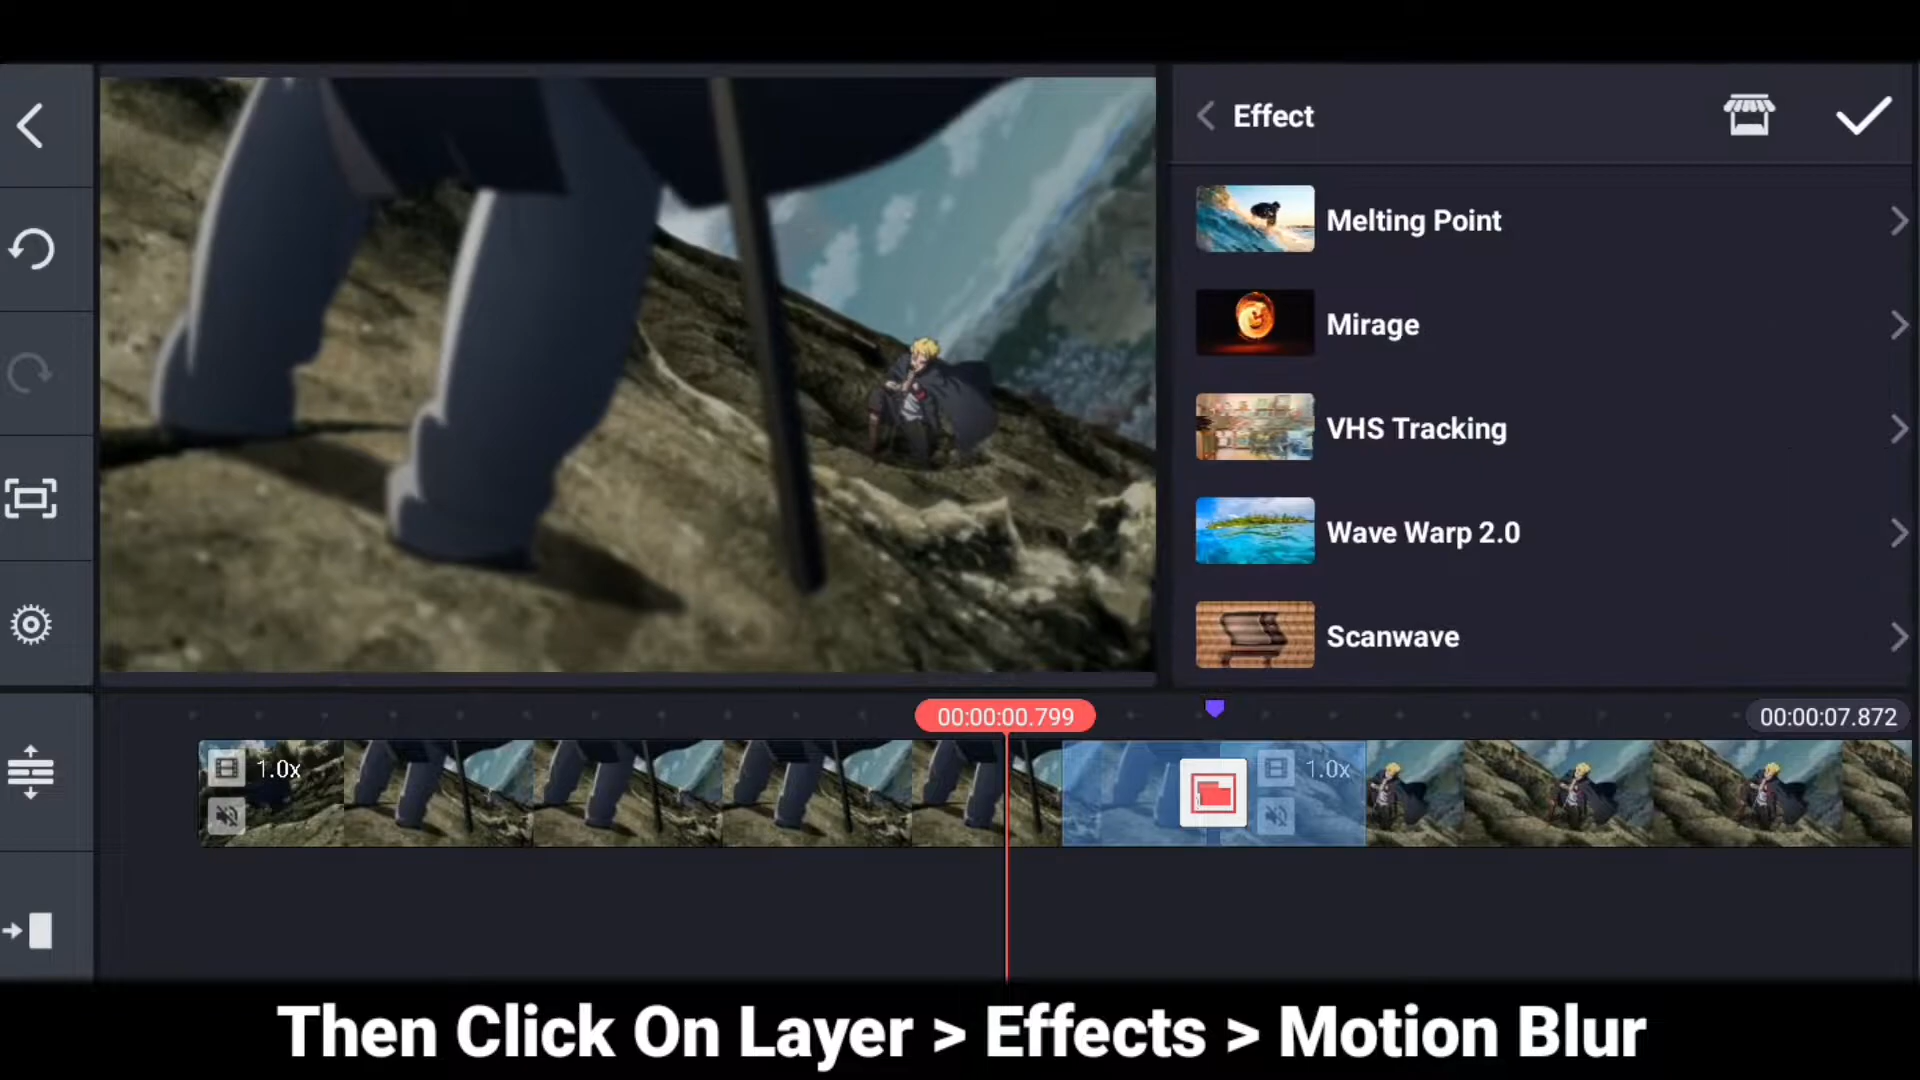 Effect
Melting Point
Mirage
VHS Tracking
Wave Warp 2.0
Scanwave
00:00:00.799
00:00:07.872
1.0x
1.0x
Then Click On Layer > Effects > Motion Blur